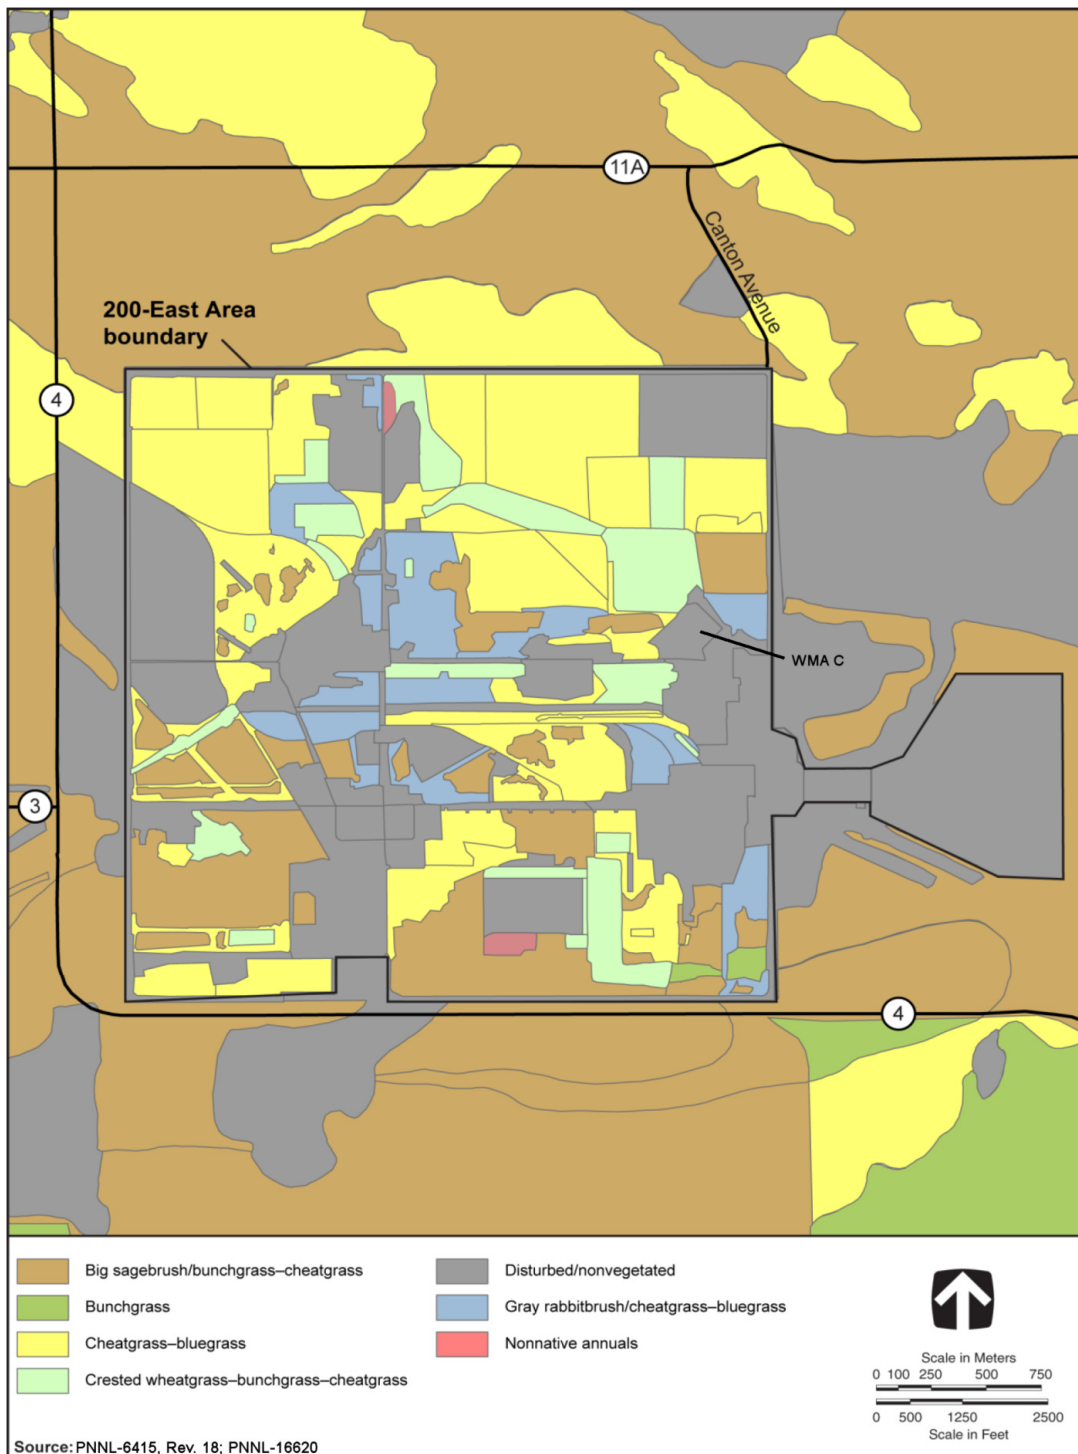 11A
Canton Avenue
200-East Area
boundary
4
WMA C
3
4
Big sagebrush/bunchgrass–cheatgrass
Bunchgrass
Cheatgrass–bluegrass
Crested wheatgrass–bunchgrass–cheatgrass
Disturbed/nonvegetated
Gray rabbitbrush/cheatgrass–bluegrass
Nonnative annuals
Scale in Meters
0 100 250 500 750
0 500 1250 2500
Scale in Feet
Source: PNNL-6415, Rev. 18; PNNL-16620